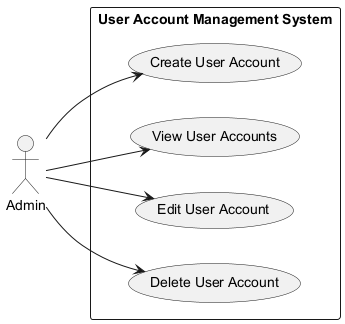 User Account Management System
Create User Account
View User Accounts
Admin
Edit User Account
Delete User Account